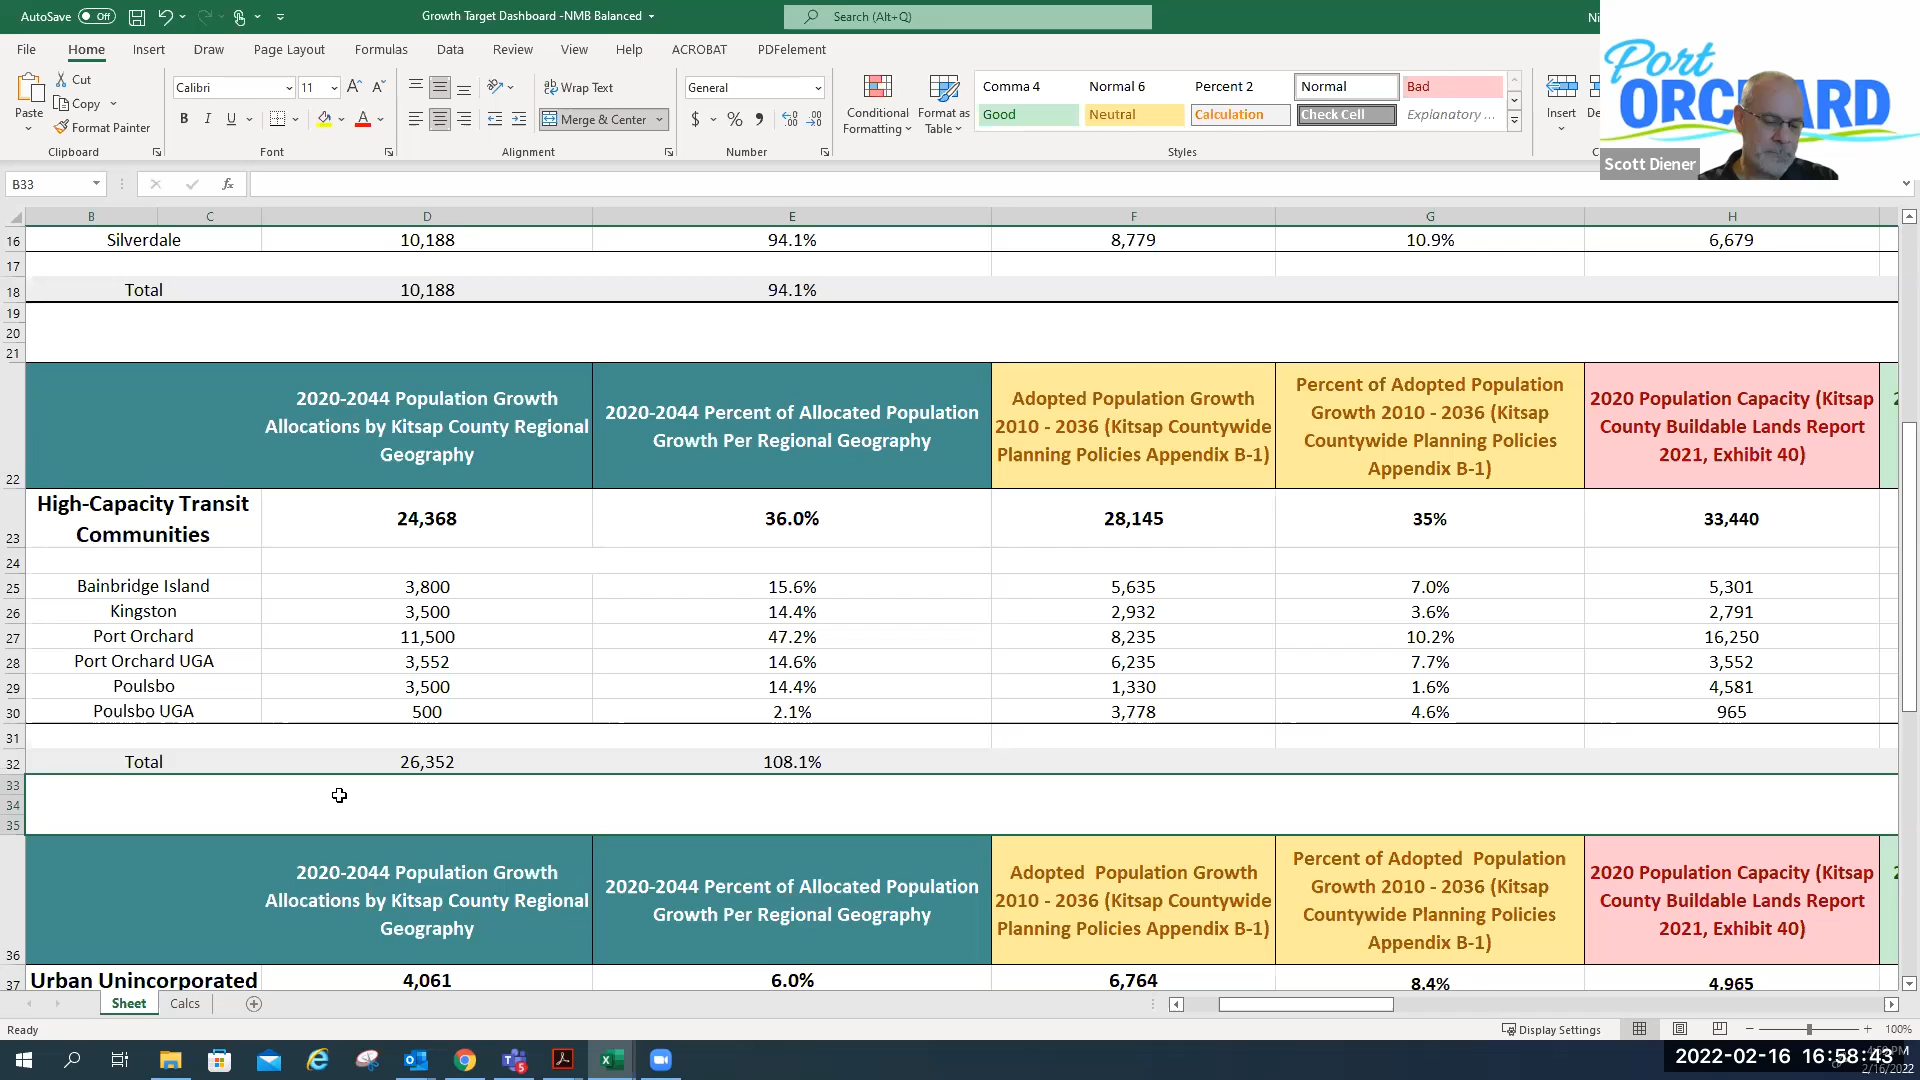 AutoSave Off Growth Target Dashboard -NMB Balanced Search (Alt+Q) Ni
File Home Insert Draw Page Layout Formulas Data Review View Help ACROBAT PDFelement
Port
ORCHARD
Scott Diener
Paste Cut Copy Format Painter
Calibri 11
B I U
Wrap Text
Merge & Center
General
Conditional Formatting
Format as Table
Comma 4 Normal 6 Percent 2 Normal Bad
Good Neutral Calculation Check Cell Explanatory ...
Insert De
Clipboard Font Alignment Number Styles
B33 fx
B C D E F G H
16 Silverdale 10,188 94.1% 8,779 10.9% 6,679
17
18 Total 10,188 94.1%
19
20
21
22
2020-2044 Population Growth
Allocations by Kitsap County Regional
Geography
2020-2044 Percent of Allocated Population
Growth Per Regional Geography
Adopted Population Growth
2010 - 2036 (Kitsap Countywide
Planning Policies Appendix B-1)
Percent of Adopted Population
Growth 2010 - 2036 (Kitsap
Countywide Planning Policies
Appendix B-1)
2020 Population Capacity (Kitsap
County Buildable Lands Report
2021, Exhibit 40)
23 High-Capacity Transit
Communities 24,368 36.0% 28,145 35% 33,440
24
25 Bainbridge Island 3,800 15.6% 5,635 7.0% 5,301
26 Kingston 3,500 14.4% 2,932 3.6% 2,791
27 Port Orchard 11,500 47.2% 8,235 10.2% 16,250
28 Port Orchard UGA 3,552 14.6% 6,235 7.7% 3,552
29 Poulsbo 3,500 14.4% 1,330 1.6% 4,581
30 Poulsbo UGA 500 2.1% 3,778 4.6% 965
31
32 Total 26,352 108.1%
33
34
35
36
2020-2044 Population Growth
Allocations by Kitsap County Regional
Geography
2020-2044 Percent of Allocated Population
Growth Per Regional Geography
Adopted Population Growth
2010 - 2036 (Kitsap Countywide
Planning Policies Appendix B-1)
Percent of Adopted Population
Growth 2010 - 2036 (Kitsap
Countywide Planning Policies
Appendix B-1)
2020 Population Capacity (Kitsap
County Buildable Lands Report
2021, Exhibit 40)
37 Urban Unincorporated 4,061 6.0% 6,764 8.4% 4,965
Sheet Calcs
Ready Display Settings 100%
2022-02-16 16:58:43
2/16/2022